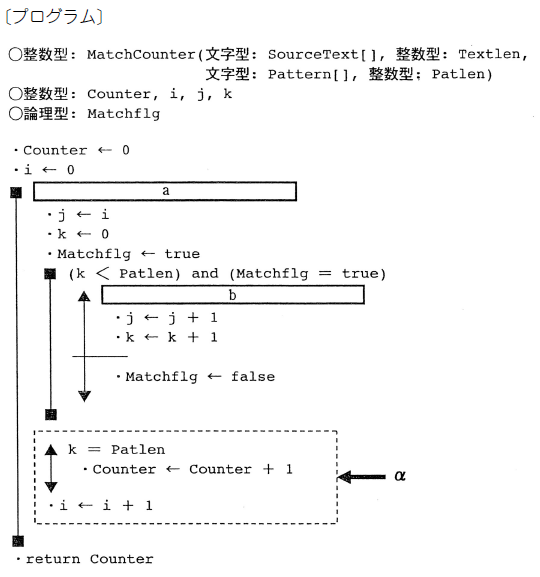 〔プログラム〕
○整数型: MatchCounter(文字型: SourceText[], 整数型: Textlen,
文字型: Pattern[], 整数型: Patlen)
○整数型: Counter, i, j, k
○論理型: Matchflg
・Counter ← 0
・i ← 0
a
・j ← i
・k ← 0
・Matchflg ← true
(k < Patlen) and (Matchflg = true)
b
・j ← j + 1
・k ← k + 1
・Matchflg ← false
k = Patlen
・Counter ← Counter + 1
α
・i ← i + 1
・return Counter